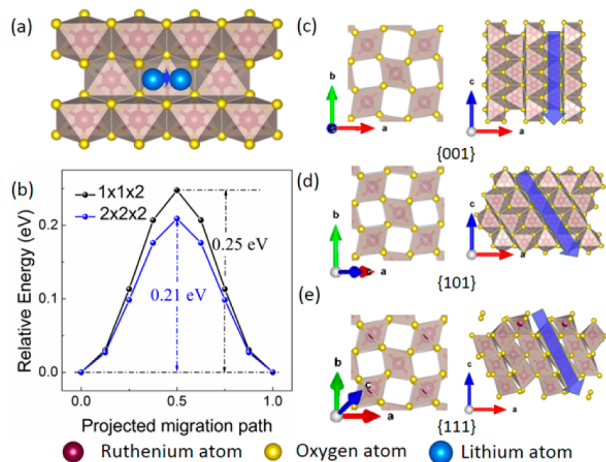 (a)
(b)
1x1x2
2x2x2
0.25 eV
0.21 eV
Relative Energy (eV)
0.2
0.1
0.0
0.0 0.5 1.0
Projected migration path
(c)
b
a
c
a
{001}
(d)
b
c a
c
a
{101}
(e)
b
c
a
c
a
{111}
Ruthenium atom Oxygen atom Lithium atom